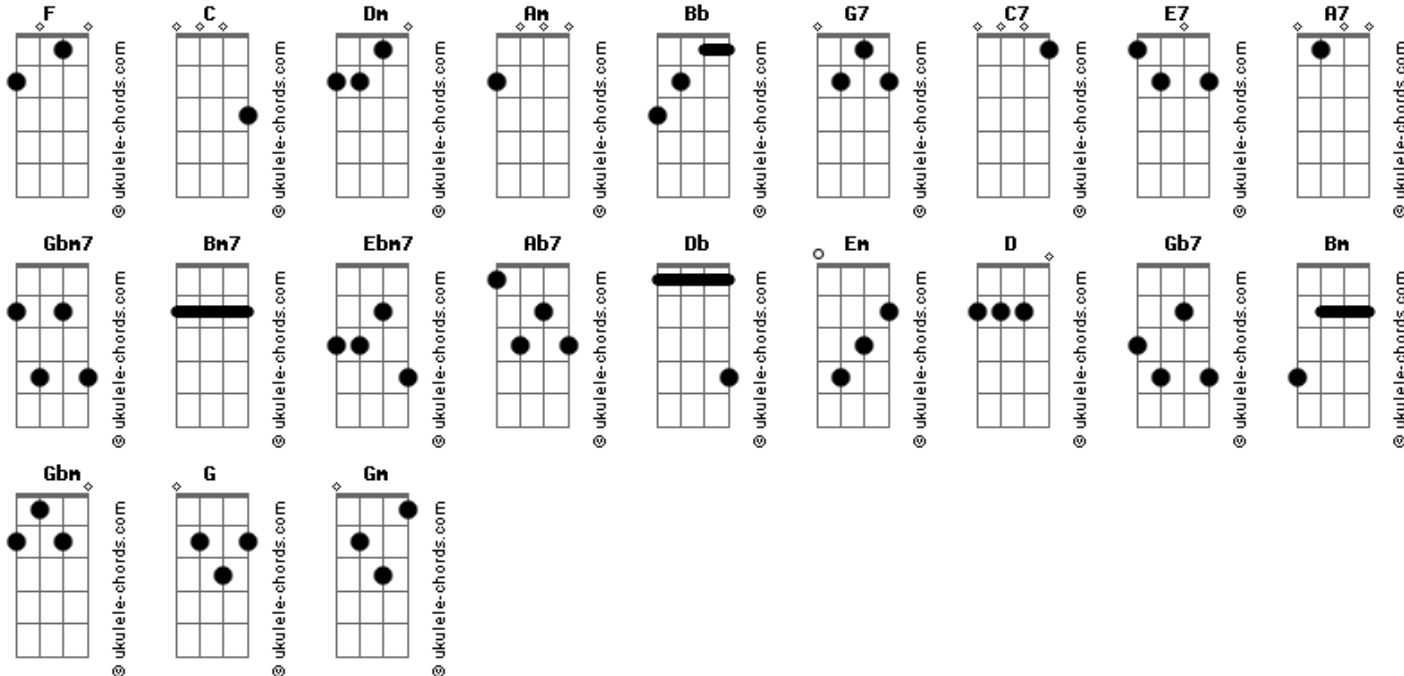 F C Dm Am Bb G7 C7 E7 A7
© ukulele-chords.com © ukulele-chords.com © ukulele-chords.com © ukulele-chords.com © ukulele-chords.com © ukulele-chords.com © ukulele-chords.com © ukulele-chords.com © ukulele-chords.com
Gbm7 Bm7 Ebm7 Ab7 Db Em D Gb7 Bm
© ukulele-chords.com © ukulele-chords.com © ukulele-chords.com © ukulele-chords.com © ukulele-chords.com © ukulele-chords.com © ukulele-chords.com © ukulele-chords.com © ukulele-chords.com
Gbm G Gm
© ukulele-chords.com © ukulele-chords.com © ukulele-chords.com